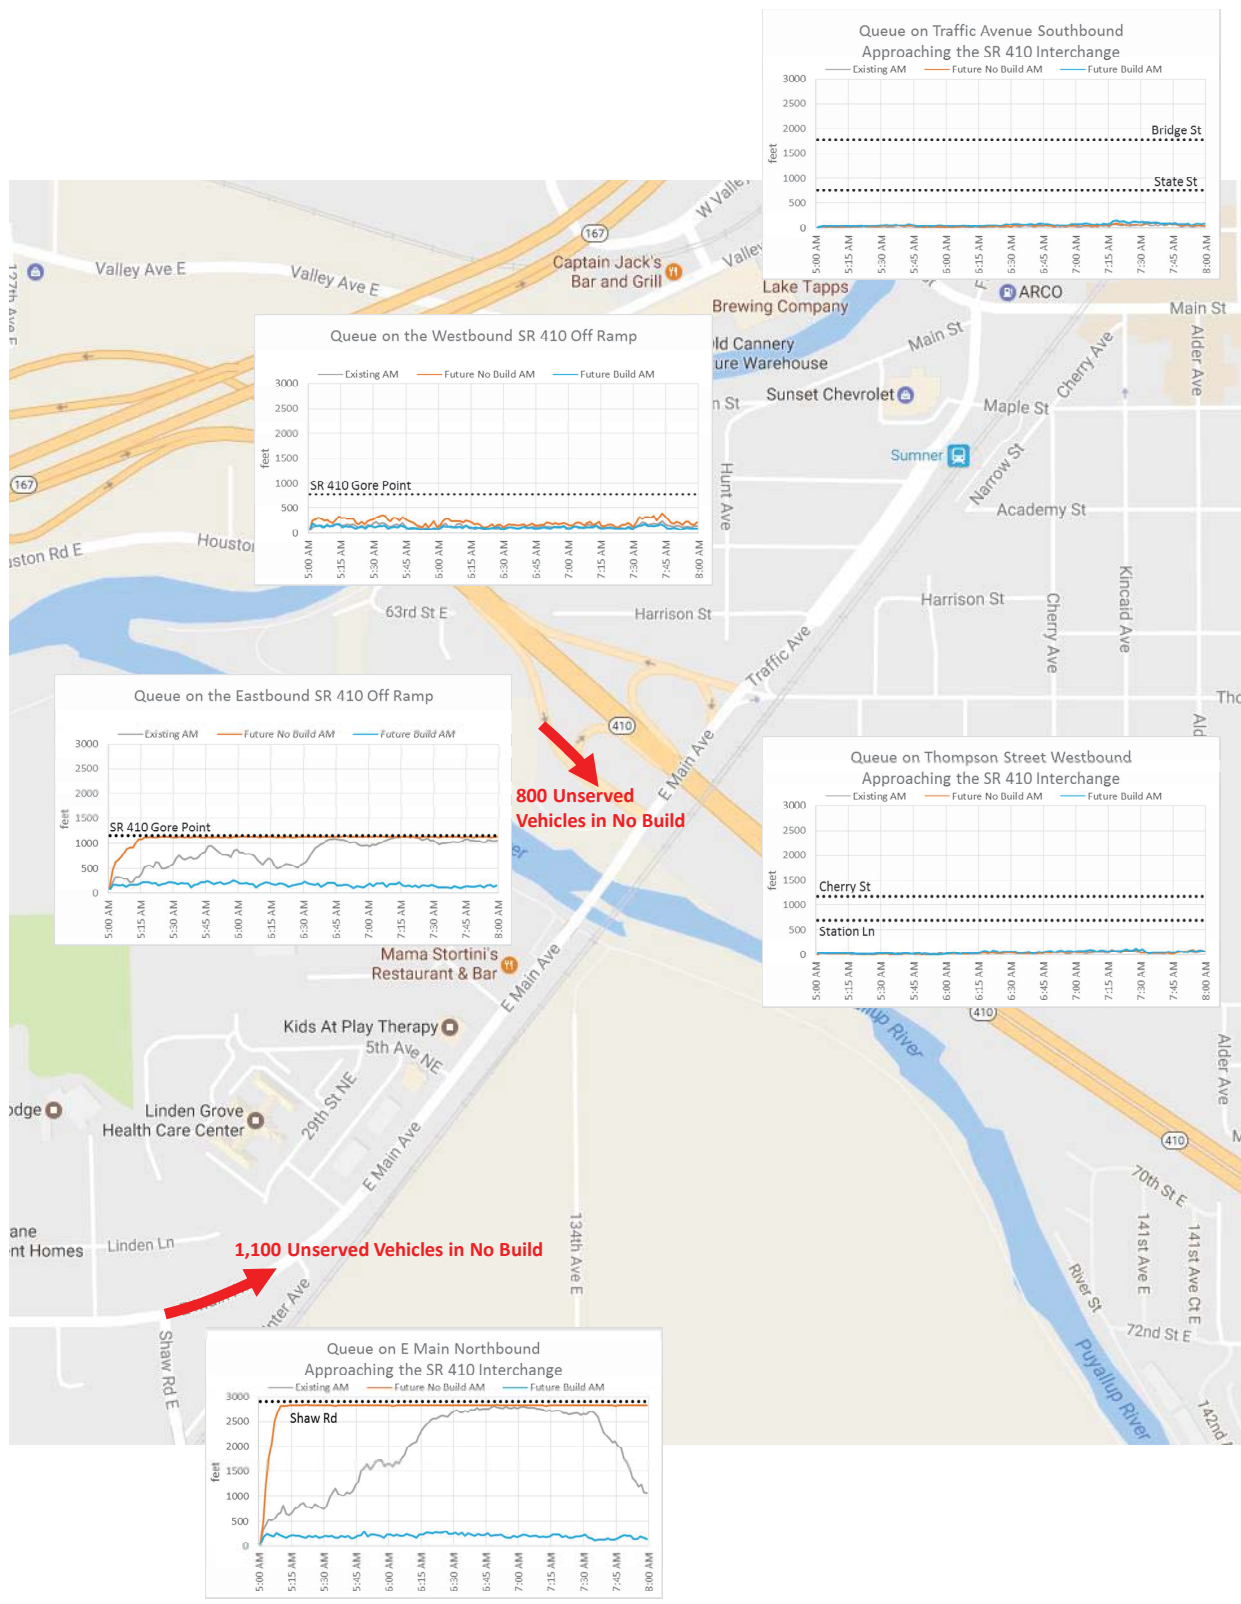 Queue on Traffic Avenue Southbound
Approaching the SR 410 Interchange
Existing AM Future No Build AM Future Build AM
3000
2500
2000
1500
1000
500
0
feet
Bridge St
State St
5:00 AM 5:15 AM 5:30 AM 5:45 AM 6:00 AM 6:15 AM 6:30 AM 6:45 AM 7:00 AM 7:15 AM 7:30 AM 7:45 AM 8:00 AM
W Valley
167
Captain Jack's
Bar and Grill
Valley
127th Ave E
Valley Ave E
Valley Ave E
Lake Tapps
Brewing Company
ARCO
Main St
Main St
Alder Ave
Cherry Ave
Queue on the Westbound SR 410 Off Ramp
Existing AM Future No Build AM Future Build AM
3000
2500
2000
1500
1000
500
0
feet
SR 410 Gore Point
5:00 AM 5:15 AM 5:30 AM 5:45 AM 6:00 AM 6:15 AM 6:30 AM 6:45 AM 7:00 AM 7:15 AM 7:30 AM 7:45 AM 8:00 AM
ld Cannery
ure Warehouse
Sunset Chevrolet
n St
Maple St
Sumner
Narrow St
Hunt Ave
Academy St
167
uston Rd E
Houston
63rd St E
Harrison St
Harrison St
Kincaid Ave
Cherry Ave
Traffic Ave
Tho
Ald
410
E Main Ave
Queue on the Eastbound SR 410 Off Ramp
Existing AM Future No Build AM Future Build AM
3000
2500
2000
1500
1000
500
0
feet
SR 410 Gore Point
5:00 AM 5:15 AM 5:30 AM 5:45 AM 6:00 AM 6:15 AM 6:30 AM 6:45 AM 7:00 AM 7:15 AM 7:30 AM 7:45 AM 8:00 AM
800 Unserved
Vehicles in No Build
ver
Queue on Thompson Street Westbound
Approaching the SR 410 Interchange
Existing AM Future No Build AM Future Build AM
3000
2500
2000
1500
1000
500
0
feet
Cherry St
Station Ln
5:00 AM 5:15 AM 5:30 AM 5:45 AM 6:00 AM 6:15 AM 6:30 AM 6:45 AM 7:00 AM 7:15 AM 7:30 AM 7:45 AM 8:00 AM
Mama Stortini's
Restaurant & Bar
E Main Ave
Kids At Play Therapy
5th Ave NE
29th St NE
410
410
allup River
Alder Ave
odge
Linden Grove
Health Care Center
E Main Ave
410
M
70th St E
141st Ave E
141st Ave Ct E
134th Ave E
ane
nt Homes
Linden Ln
1,100 Unserved Vehicles in No Build
nter Ave
Shaw Rd E
River St
72nd St E
Puyallup River
142nd
Queue on E Main Northbound
Approaching the SR 410 Interchange
Existing AM Future No Build AM Future Build AM
3000
2500
2000
1500
1000
500
0
feet
Shaw Rd
5:00 AM 5:15 AM 5:30 AM 5:45 AM 6:00 AM 6:15 AM 6:30 AM 6:45 AM 7:00 AM 7:15 AM 7:30 AM 7:45 AM 8:00 AM